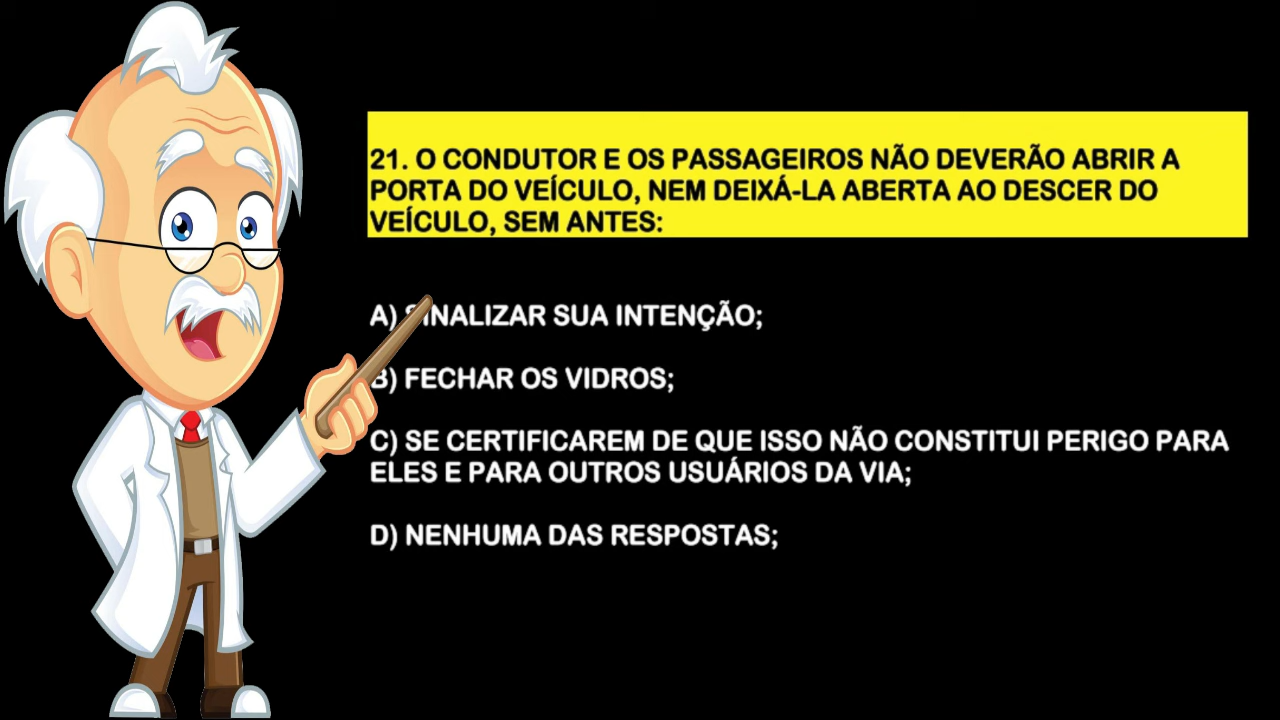 21. O CONDUTOR E OS PASSAGEIROS NÃO DEVERÃO ABRIR A
PORTA DO VEÍCULO, NEM DEIXÁ-LA ABERTA AO DESCER DO
VEÍCULO, SEM ANTES:
A) SINALIZAR SUA INTENÇÃO;
B) FECHAR OS VIDROS;
C) SE CERTIFICAREM DE QUE ISSO NÃO CONSTITUI PERIGO PARA
ELES E PARA OUTROS USUÁRIOS DA VIA;
D) NENHUMA DAS RESPOSTAS;